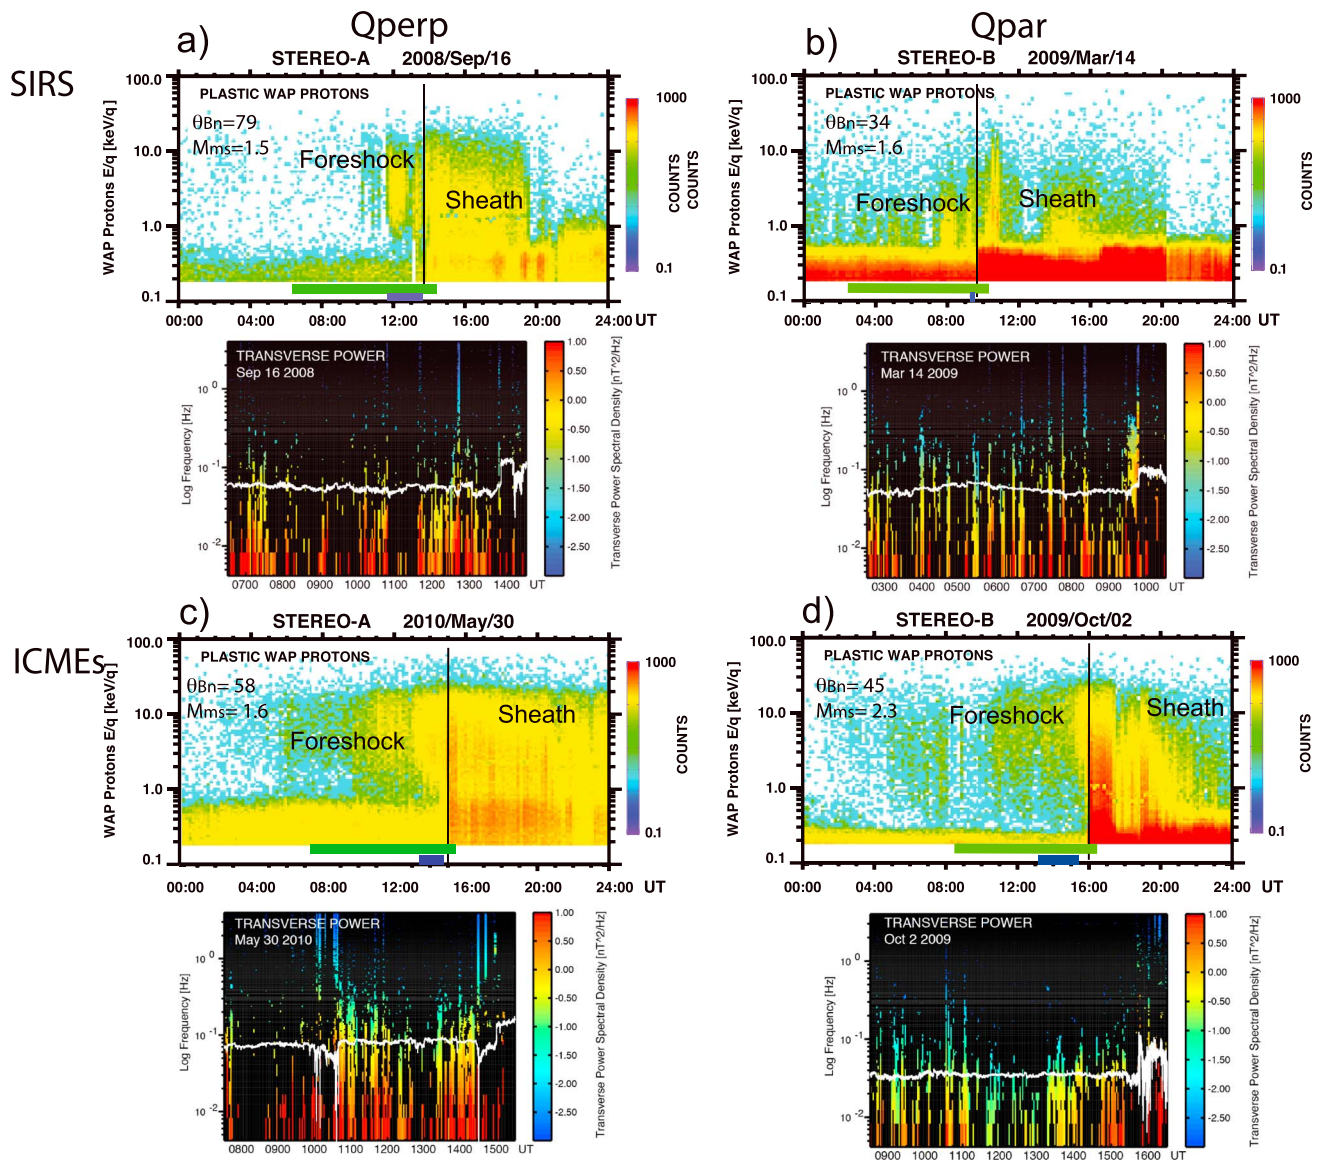 Qperp
Qpar
SIRS
a)
STEREO-A 2008/Sep/16
PLASTIC WAP PROTONS
θBn=79
Mms=1.5
Foreshock
Sheath
WAP Protons E/q [keV/q]
100.0
10.0
1.0
0.1
00:00 04:00 08:00 12:00 16:00 20:00 24:00 UT
1000
0.1
COUNTS
COUNTS
TRANSVERSE POWER
Sep 16 2008
Log Frequency [Hz]
10 0
10 -1
10 -2
0700 0800 0900 1000 1100 1200 1300 1400 UT
1.00
0.50
0.00
-0.50
-1.00
-1.50
-2.00
-2.50
Transverse Power Spectral Density [nT^2/Hz]
b)
STEREO-B 2009/Mar/14
PLASTIC WAP PROTONS
θBn=34
Mms=1.6
Foreshock
Sheath
WAP Protons E/q [keV/q]
100.0
10.0
1.0
0.1
00:00 04:00 08:00 12:00 16:00 20:00 24:00 UT
1000
0.1
COUNTS
TRANSVERSE POWER
Mar 14 2009
Log Frequency [Hz]
10 0
10 -1
10 -2
0300 0400 0500 0600 0700 0800 0900 1000 UT
1.00
0.50
0.00
-0.50
-1.00
-1.50
-2.00
-2.50
Transverse Power Spectral Density [nT^2/Hz]
ICMEs
c)
STEREO-A 2010/May/30
PLASTIC WAP PROTONS
θBn= 58
Mms= 1.6
Foreshock
Sheath
WAP Protons E/q [keV/q]
100.0
10.0
1.0
0.1
00:00 04:00 08:00 12:00 16:00 20:00 24:00 UT
1000
0.1
COUNTS
TRANSVERSE POWER
May 30 2010
Log Frequency [Hz]
10 0
10 -1
10 -2
0800 0900 1000 1100 1200 1300 1400 1500 UT
1.00
0.50
0.00
-0.50
-1.00
-1.50
-2.00
-2.50
Transverse Power Spectral Density [nT^2/Hz]
d)
STEREO-B 2009/Oct/02
PLASTIC WAP PROTONS
θBn= 45
Mms= 2.3
Foreshock
Sheath
WAP Protons E/q [keV/q]
100.0
10.0
1.0
0.1
00:00 04:00 08:00 12:00 16:00 20:00 24:00 UT
1000
0.1
COUNTS
TRANSVERSE POWER
Oct 2 2009
Log Frequency [Hz]
10 0
10 -1
10 -2
0900 1000 1100 1200 1300 1400 1500 1600 UT
1.00
0.50
0.00
-0.50
-1.00
-1.50
-2.00
-2.50
Transverse Power Spectral Density [nT^2/Hz]